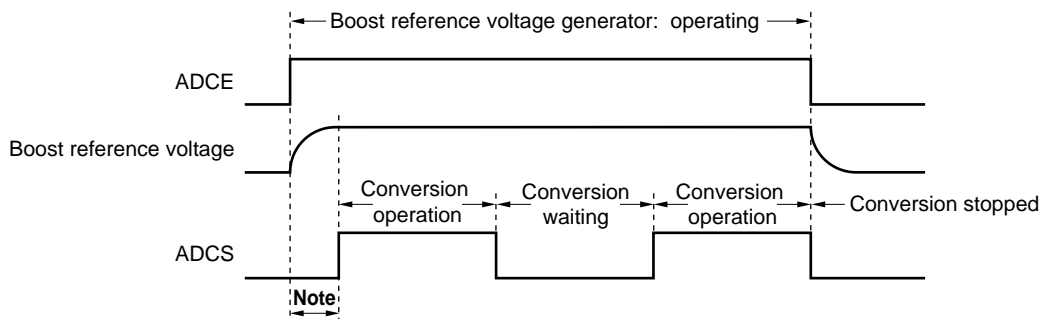 Boost reference voltage generator: operating
ADCE
Boost reference voltage
Conversion
operation
Conversion
waiting
Conversion
operation
Conversion stopped
ADCS
Note